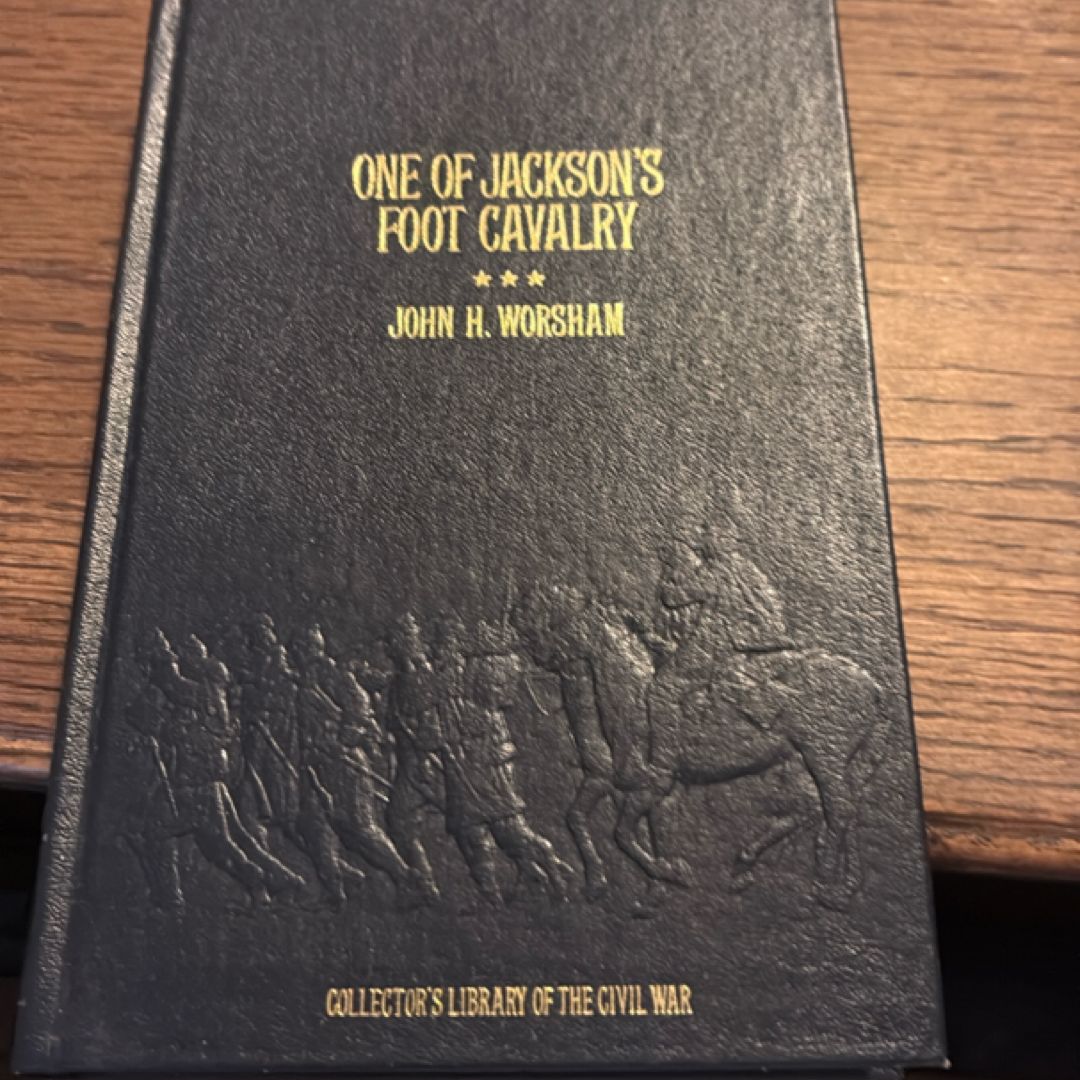 ONE OF JACKSON'S
FOOT CAVALRY
★★★
JOHN H. WORSHAM
COLLECTOR'S LIBRARY OF THE CIVIL WAR